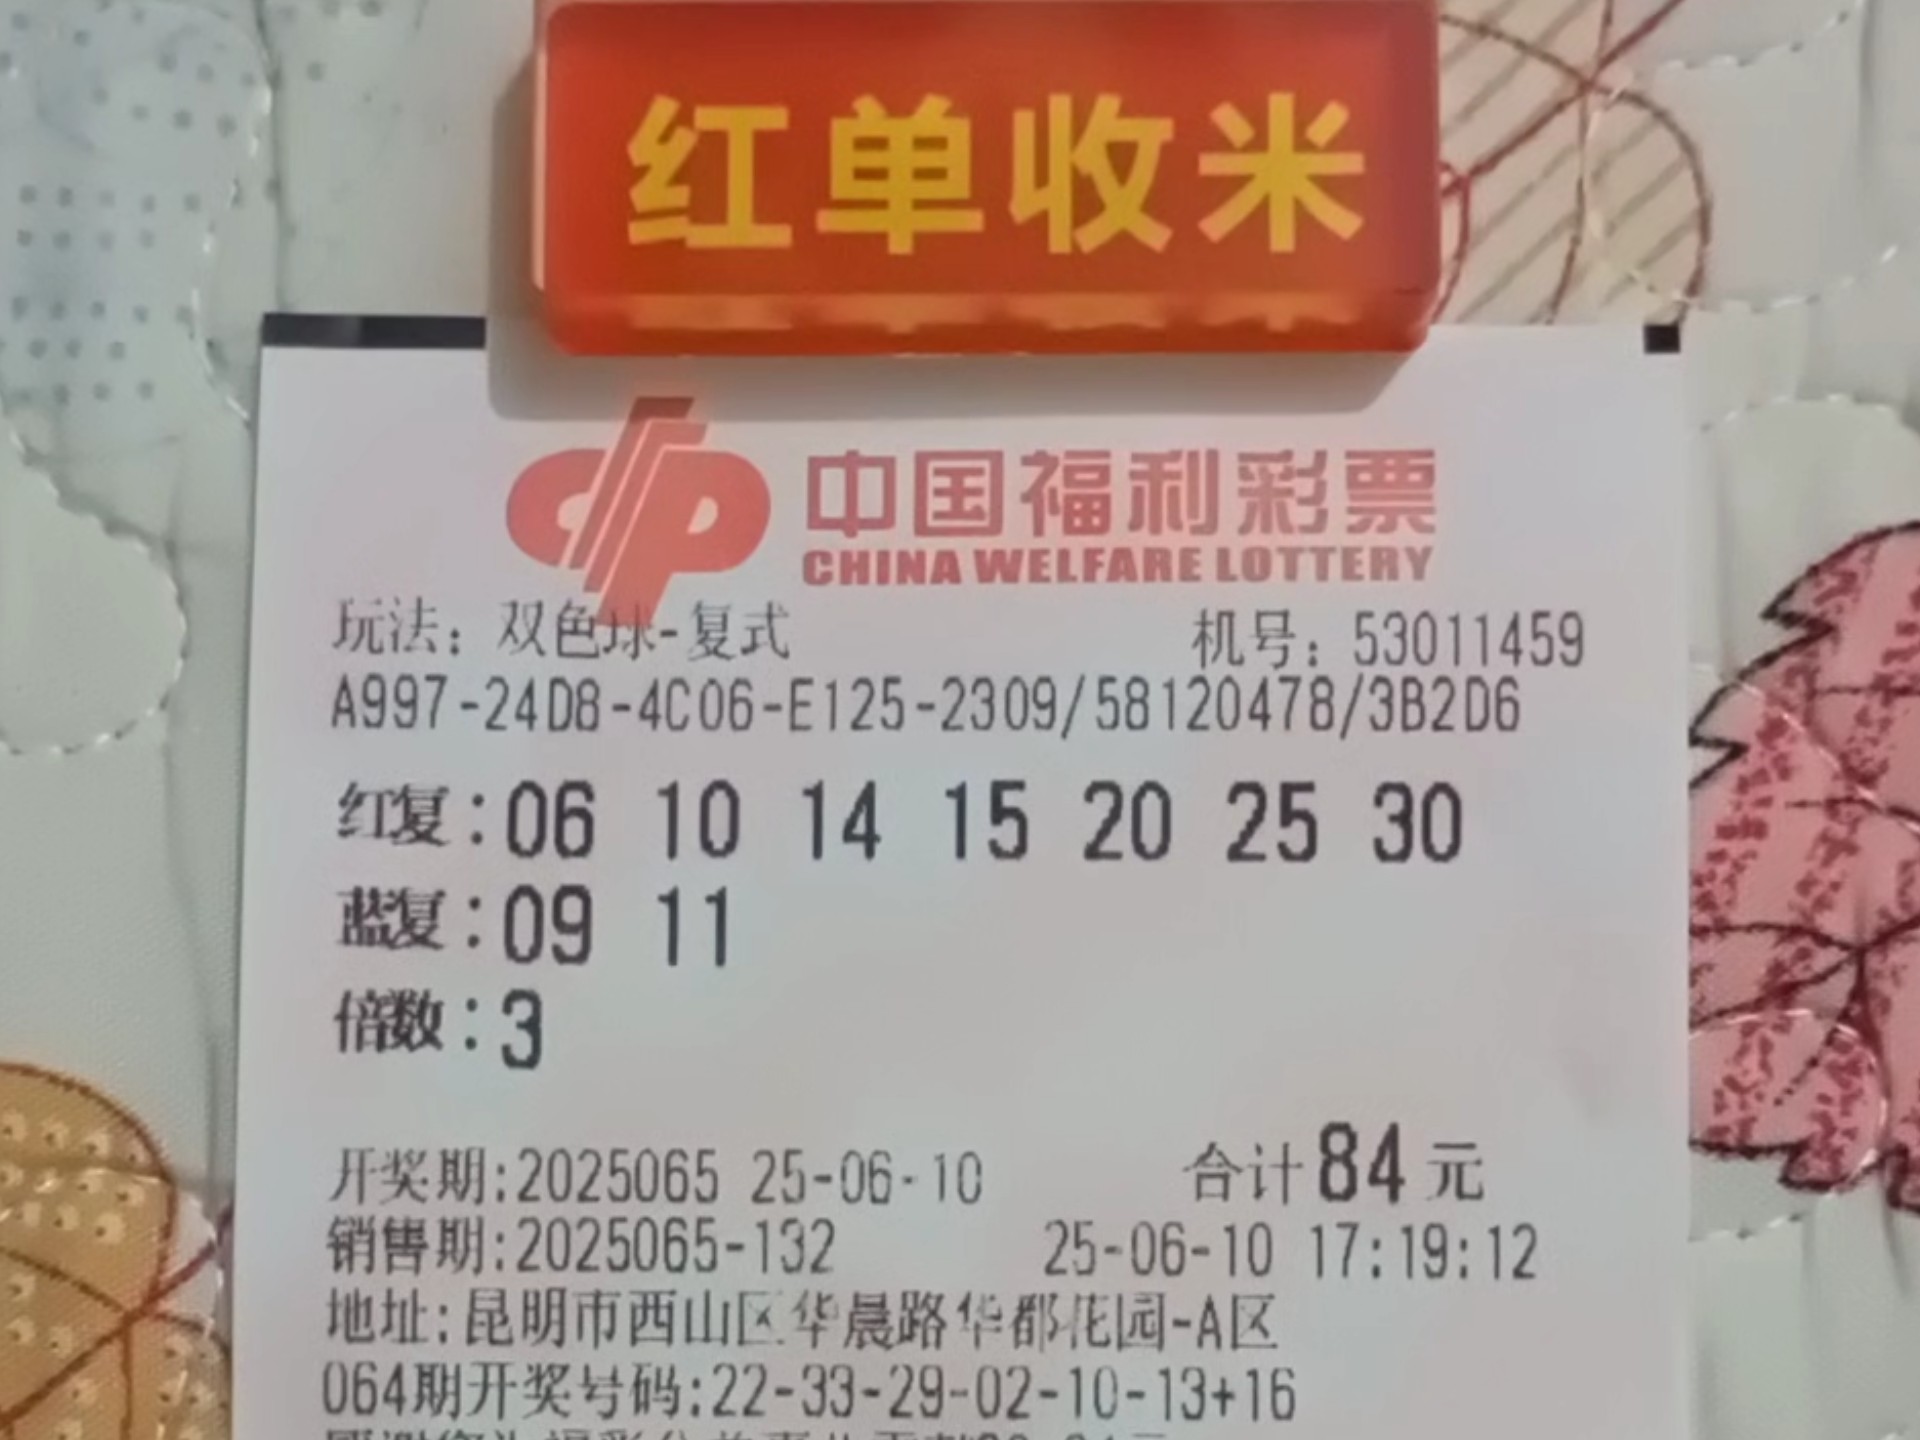 红单收米
中国福利彩票
CHINA WELFARE LOTTERY
玩法：双色球-复式 机号：53011459
A997-24D8-4C06-E125-2309/58120478/3B2D6
红复：06 10 14 15 20 25 30
蓝复：09 11
倍数：3
开奖期:2025065 25-06-10 合计84元
销售期:2025065-132 25-06-10 17:19:12
地址:昆明市西山区华晨路华都花园-A区
064期开奖号码:22-33-29-02-10-13+16